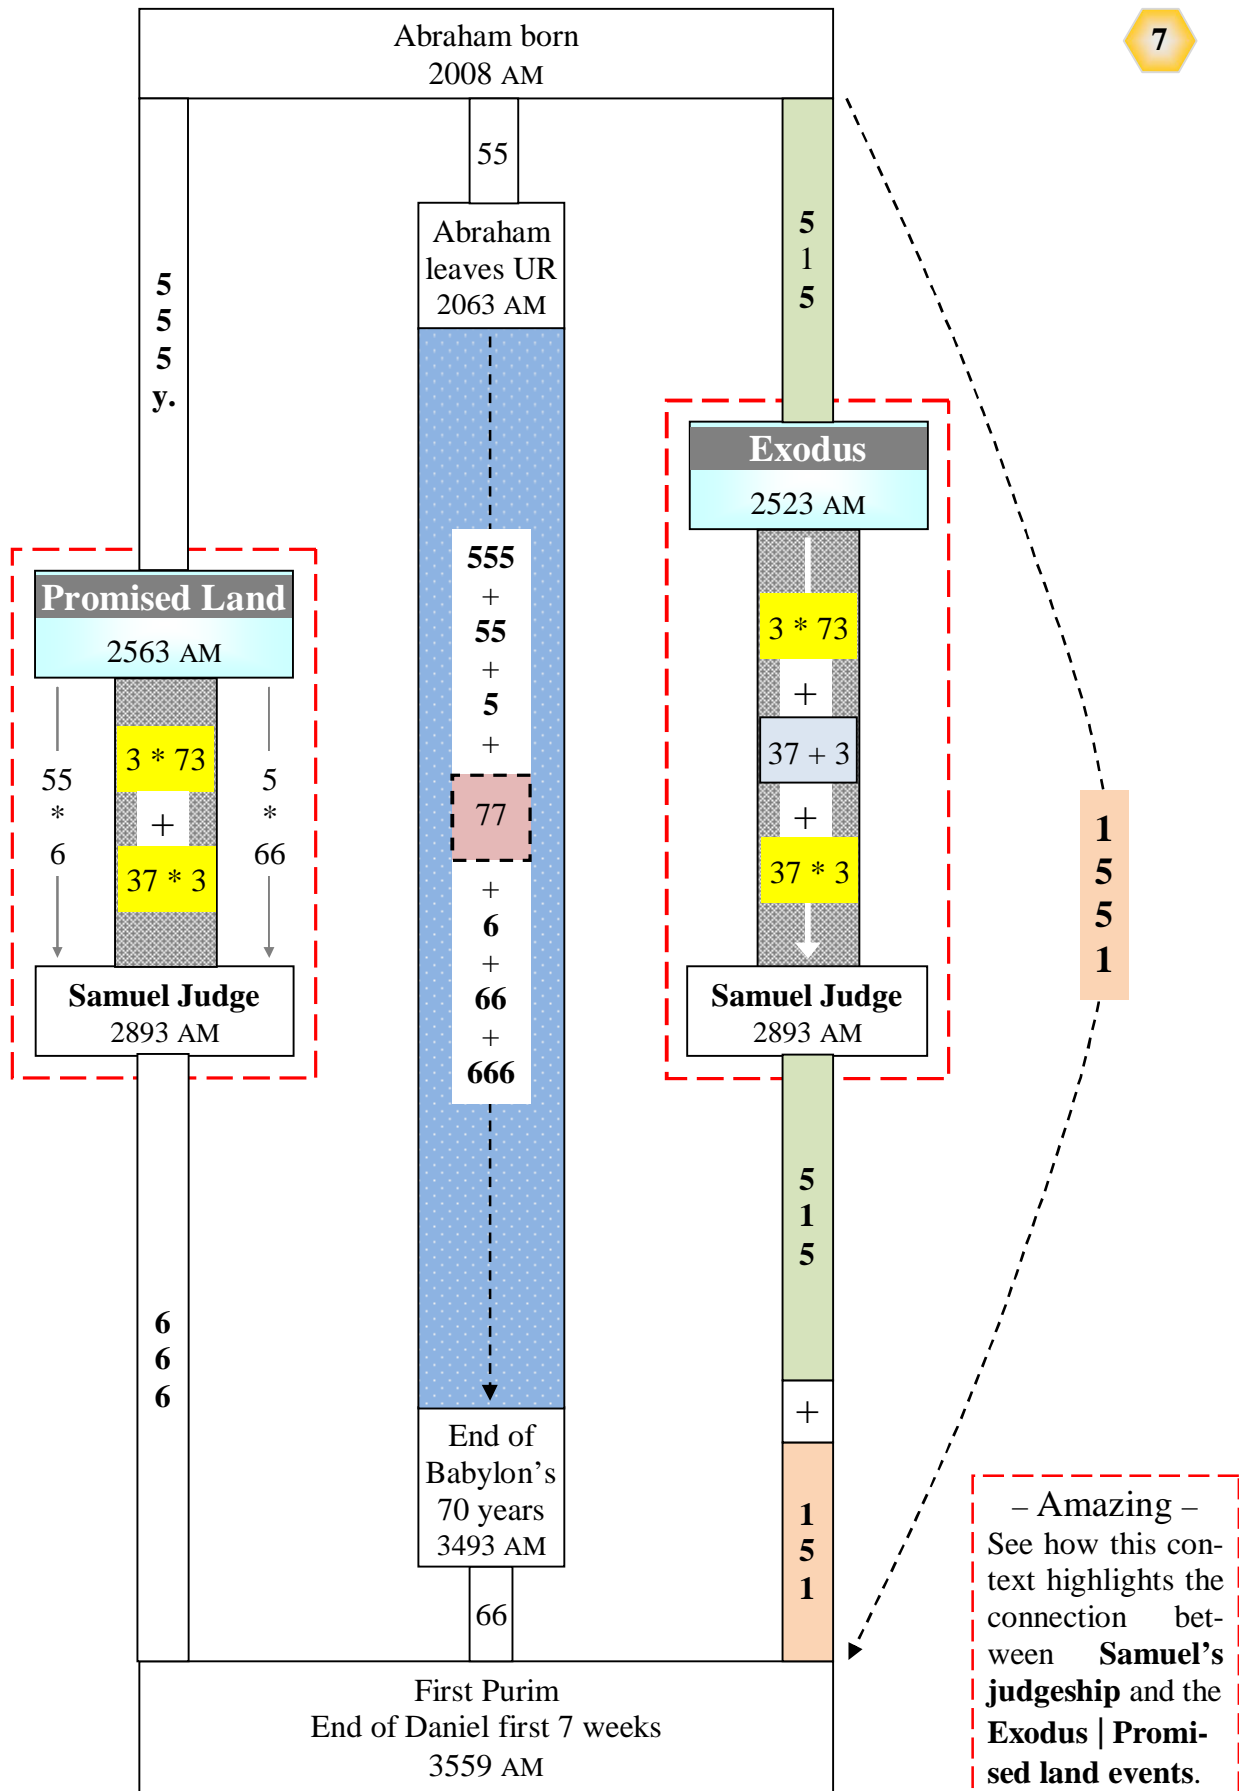 Abraham born
2008 AM
7
55
Abraham
leaves UR
2063 AM
5
5
5
y.
5
1
5
Exodus
2523 AM
Promised Land
2563 AM
55
*
6
3 * 73
+
37 * 3
5
*
66
555
+
55
+
5
+
77
+
6
+
66
+
666
3 * 73
+
37 + 3
+
37 * 3
1
5
5
1
Samuel Judge
2893 AM
Samuel Judge
2893 AM
6
6
6
5
1
5
+
1
5
1
End of
Babylon's
70 years
3493 AM
66
– Amazing –
See how this con-
text highlights the
connection bet-
ween Samuel's
judgeship and the
Exodus | Promi-
sed land events.
First Purim
End of Daniel first 7 weeks
3559 AM